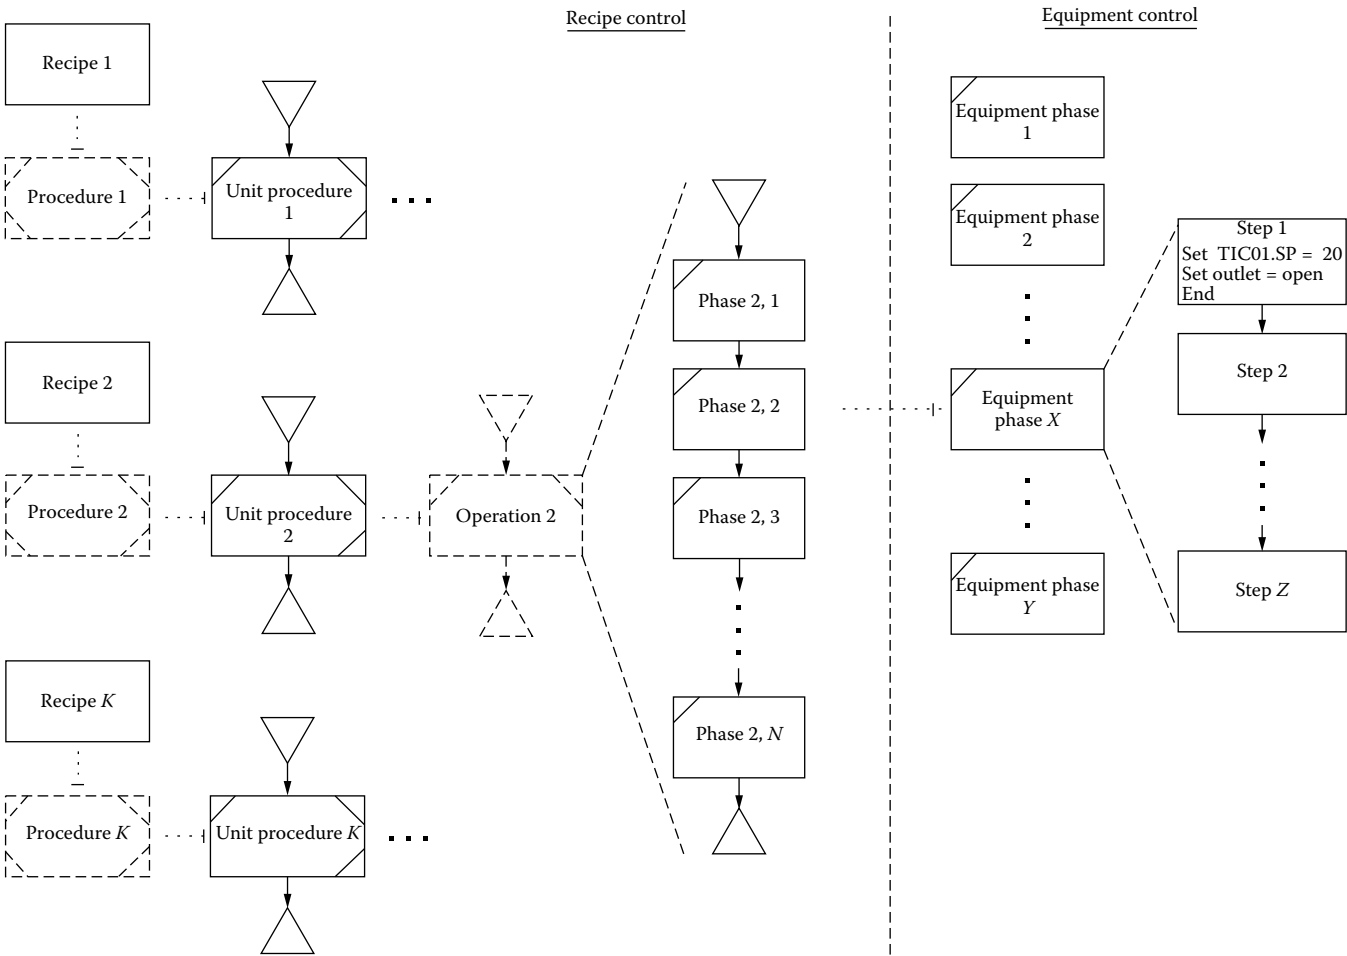 Recipe control
Equipment control
Recipe 1
Procedure 1
Unit procedure
1
Recipe 2
Procedure 2
Unit procedure
2
Operation 2
Recipe K
Procedure K
Unit procedure K
Phase 2, 1
Phase 2, 2
Phase 2, 3
Phase 2, N
Equipment phase
1
Equipment phase
2
Equipment
phase X
Equipment phase
Y
Step 1
Set TIC01.SP = 20
Set outlet = open
End
Step 2
Step Z